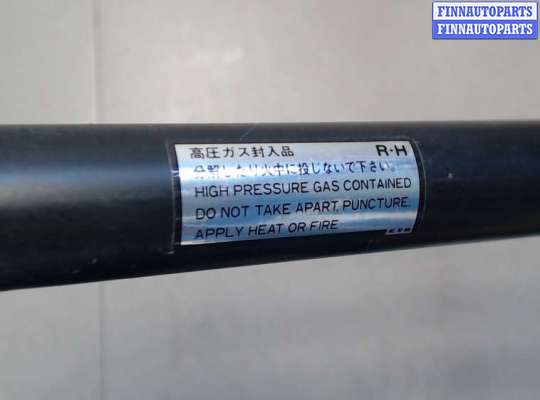 FINNAUTOPARTS
FINNAUTOPARTS
高圧ガス封入品 R·H
分解したり火中に投じないで下さい。
HIGH PRESSURE GAS CONTAINED
DO NOT TAKE APART, PUNCTURE,
APPLY HEAT OR FIRE